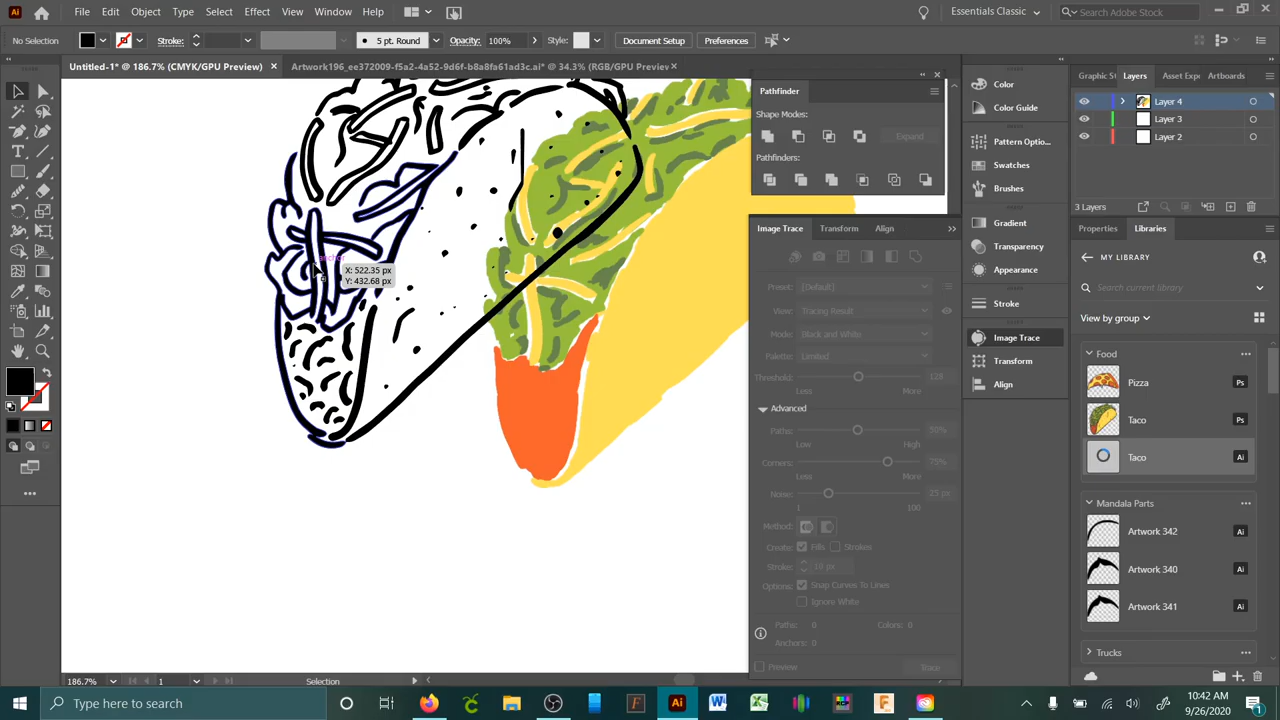 Ai File Edit Object Type Select Effect View Window Help Essentials Classic Search Adobe Stock
No Selection Stroke: 5 pt. Round Opacity: 100% Style: Document Setup Preferences
Untitled-1* @ 186.7% (CMYK/GPU Preview) × Artwork196_ee372009-f5a2-4a52-9d6f-b8a8fa61ad3c.ai* @ 34.3% (RGB/GPU Preview ×
Pathfinder
Shape Modes:
Expand
Pathfinders:
Image Trace Transform Align
Preset: [Default]
View: Tracing Result
Mode: Black and White
Palette: Limited
Threshold: 128
Less More
Advanced
Paths: 50%
Low High
Corners: 75%
Less More
Noise: 25 px
1 100
Method:
Create: Fills Strokes
Stroke: 10 px
Options: Snap Curves To Lines
Ignore White
Paths: 0 Colors: 0
Anchors: 0
Preview Trace
anchor
X: 522.35 px
Y: 432.68 px
Color
Color Guide
Pattern Optio...
Swatches
Brushes
Gradient
Transparency
Appearance
Stroke
Image Trace
Transform
Align
Graphic St Layers Asset Exp Artboards
Layer 4
Layer 3
Layer 2
3 Layers
Properties Libraries
MY LIBRARY
Search current library
View by group
Food
Pizza Ps
Taco Ps
Taco Ai
Mandala Parts
Artwork 342 Ai
Artwork 340 Ai
Artwork 341 Ai
Trucks
186.7% 1 Selection
Type here to search
10:42 AM
9/26/2020